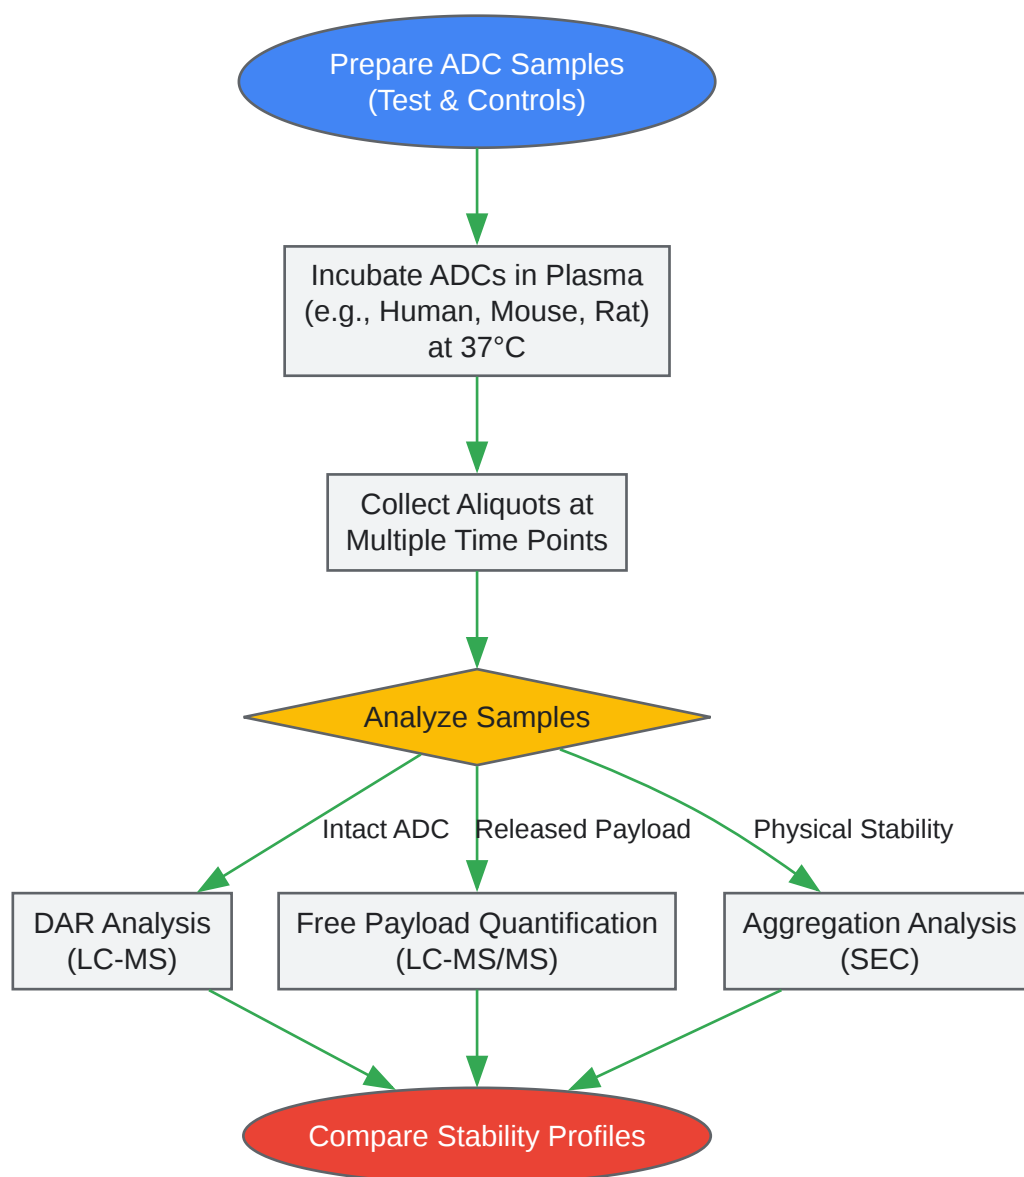 Prepare ADC Samples
(Test & Controls)
Incubate ADCs in Plasma
(e.g., Human, Mouse, Rat)
at 37°C
Collect Aliquots at
Multiple Time Points
Analyze Samples
Intact ADC
Released Payload
Physical Stability
DAR Analysis
(LC-MS)
Free Payload Quantification
(LC-MS/MS)
Aggregation Analysis
(SEC)
Compare Stability Profiles